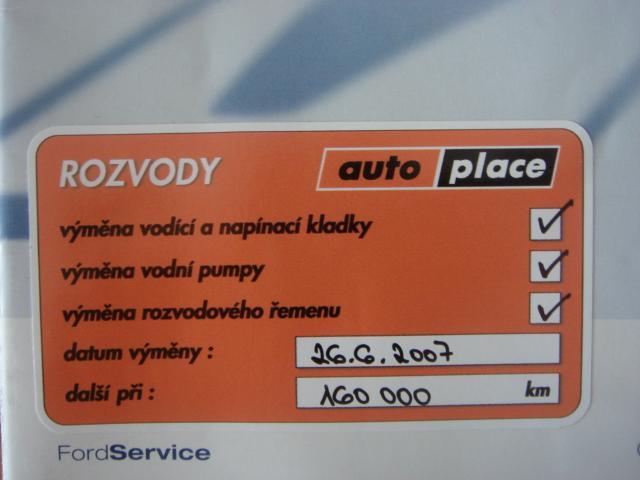 ROZVODY auto place
výměna vodící a napínací kladky
výměna vodní pumpy
výměna rozvodového řemenu
datum výměny : 26.6.2007
další při : 160 000 km
FordService